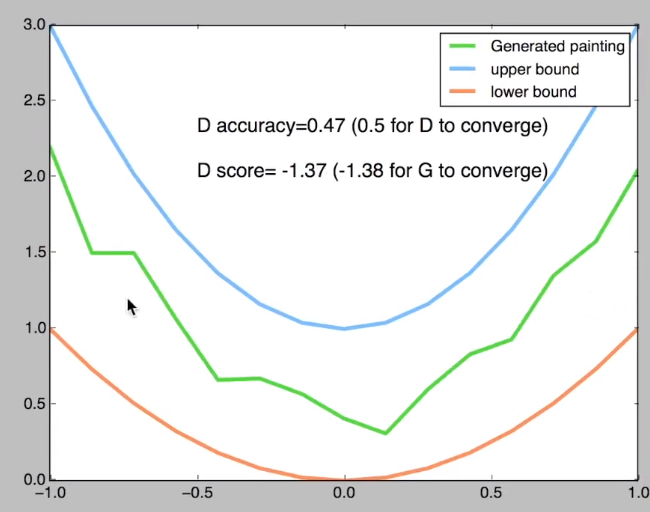 3.0
Generated painting
upper bound
lower bound
2.5
D accuracy=0.47 (0.5 for D to converge)
D score= -1.37 (-1.38 for G to converge)
2.0
1.5
1.0
0.5
0.0
−1.0 −0.5 0.0 0.5 1.0